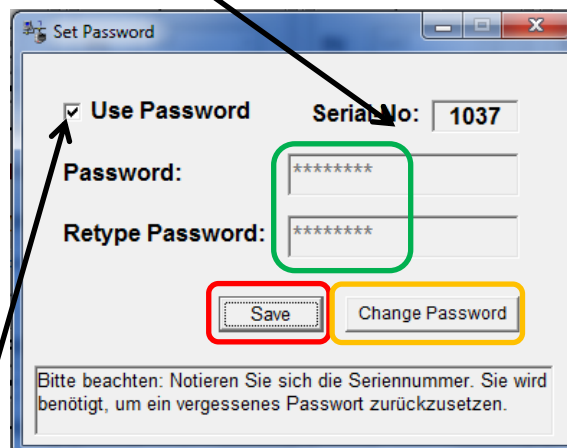 Set Password
Use Password Serial No: 1037
Password: ********
Retype Password: ********
Save Change Password
Bitte beachten: Notieren Sie sich die Seriennummer. Sie wird
benötigt, um ein vergessenes Passwort zurückzusetzen.